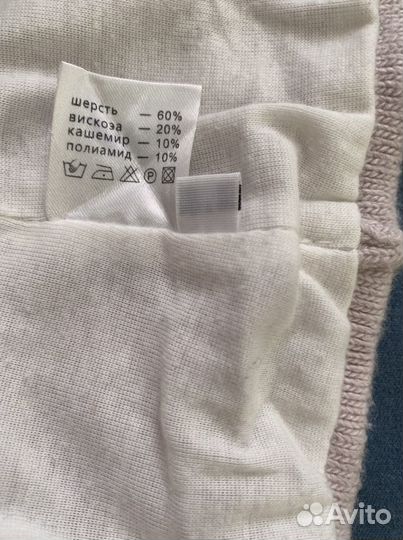 шерсть — 60%
вискоза — 20%
кашемир — 10%
полиамид — 10%
Avito